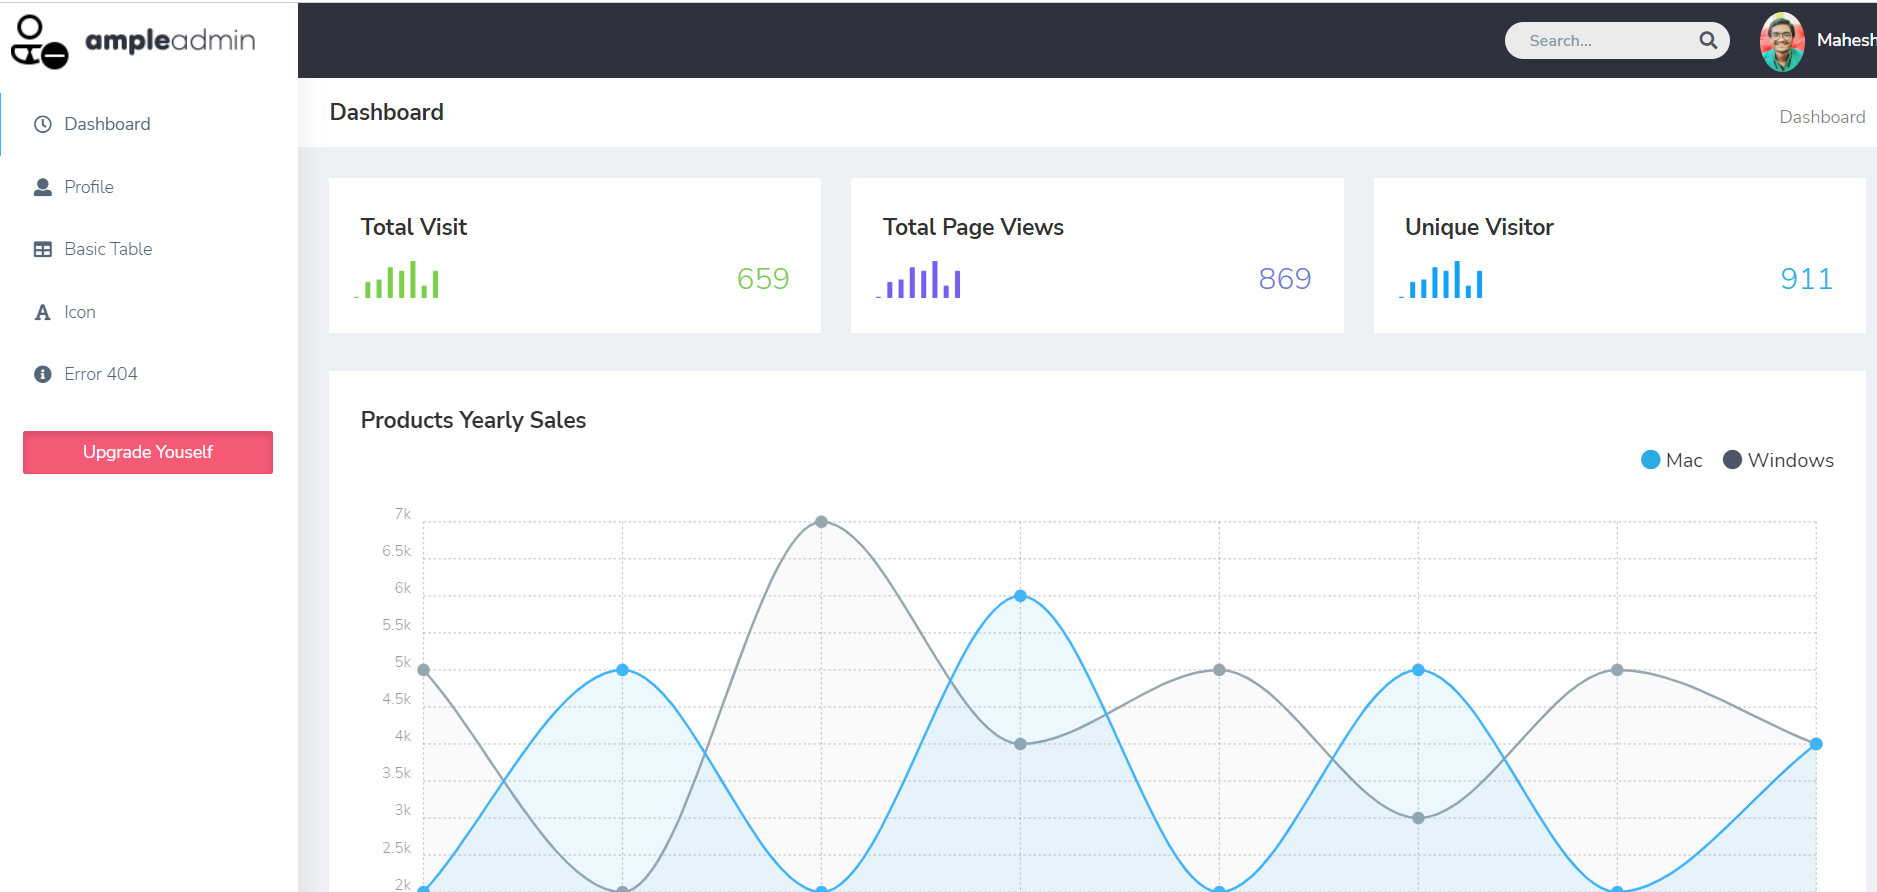 ampleadmin
Search...
Mahesh
Dashboard
Profile
Basic Table
Icon
Error 404
Upgrade Youself
Dashboard
Dashboard
Total Visit
659
Total Page Views
869
Unique Visitor
911
Products Yearly Sales
Mac
Windows
7k
6.5k
6k
5.5k
5k
4.5k
4k
3.5k
3k
2.5k
2k